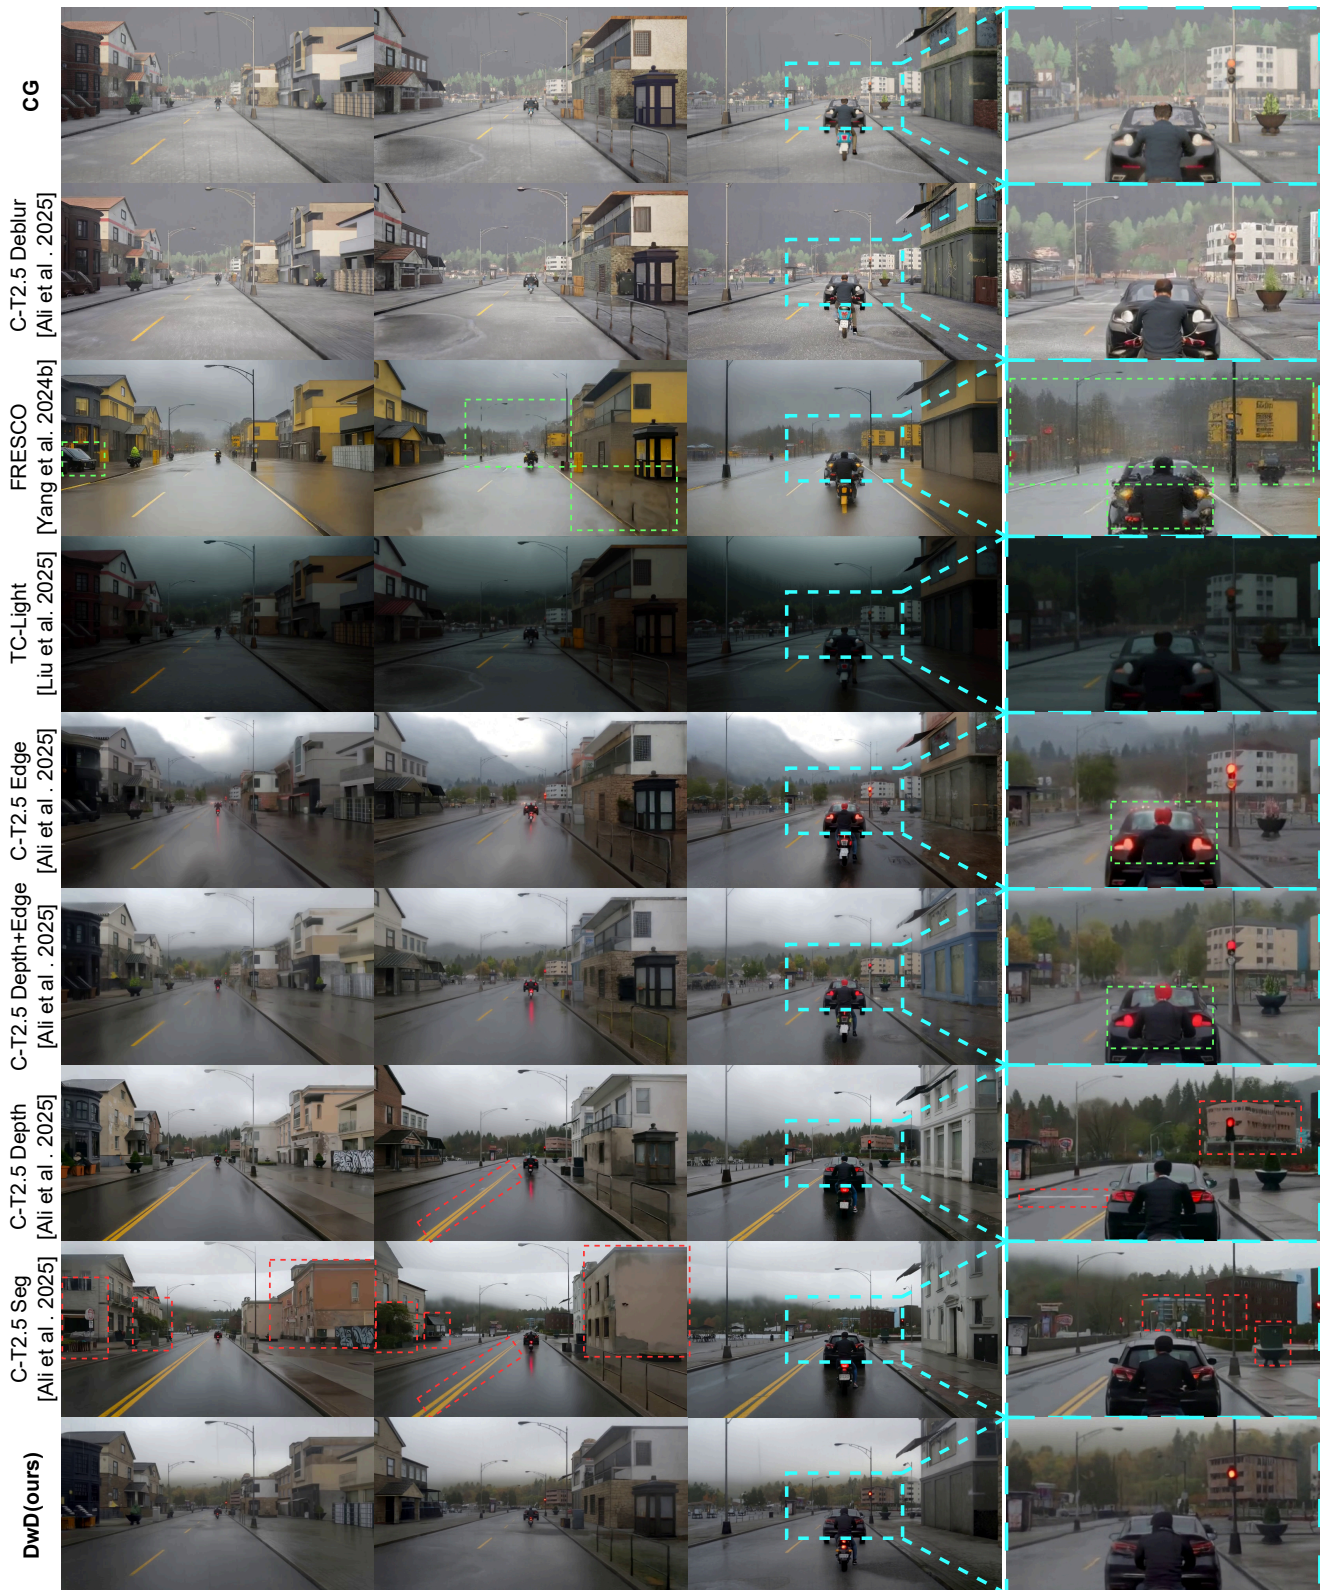 CG
C-T2.5 Deblur
[Ali et al . 2025]
FRESCO
[Yang et al. 2024b]
TC-Light
[Liu et al. 2025]
C-T2.5 Edge
[Ali et al . 2025]
C-T2.5 Depth+Edge
[Ali et al . 2025]
C-T2.5 Depth
[Ali et al . 2025]
C-T2.5 Seg
[Ali et al . 2025]
DwD(ours)